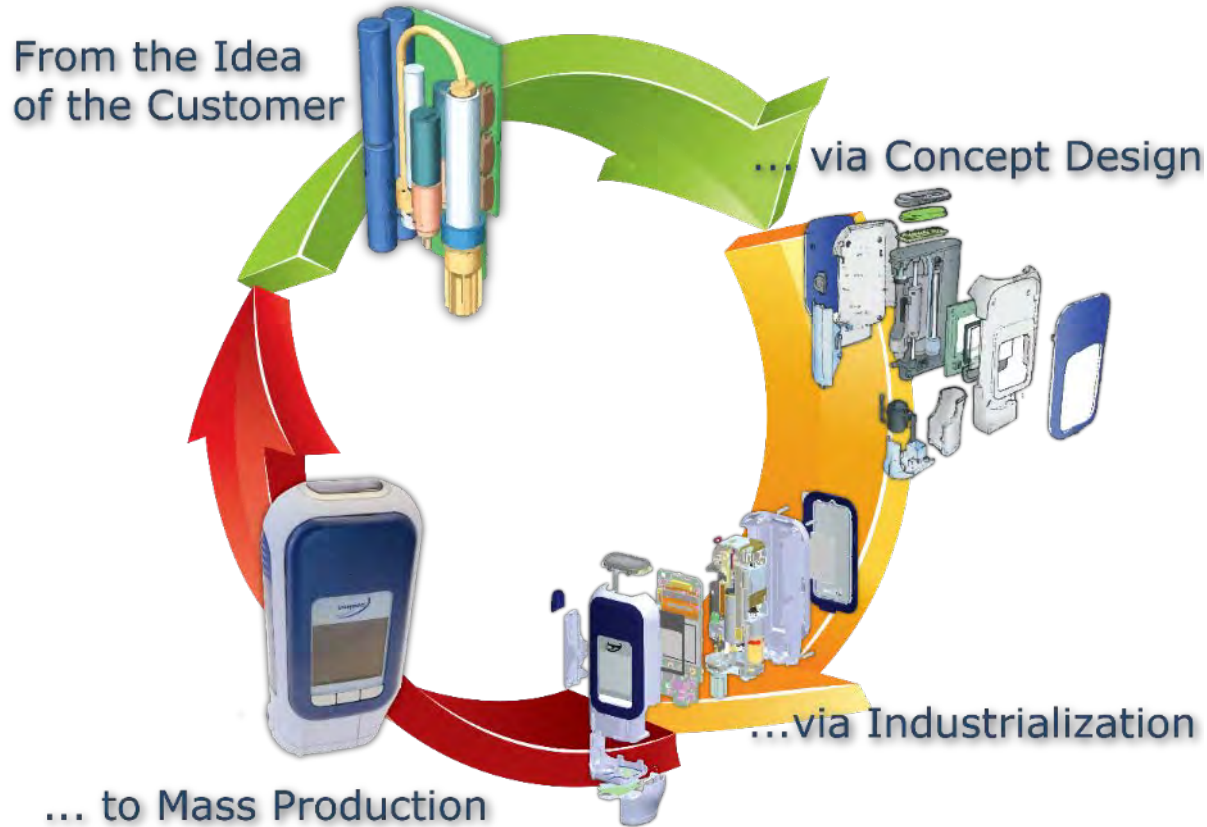 From the Idea
of the Customer
... via Concept Design
...via Industrialization
... to Mass Production